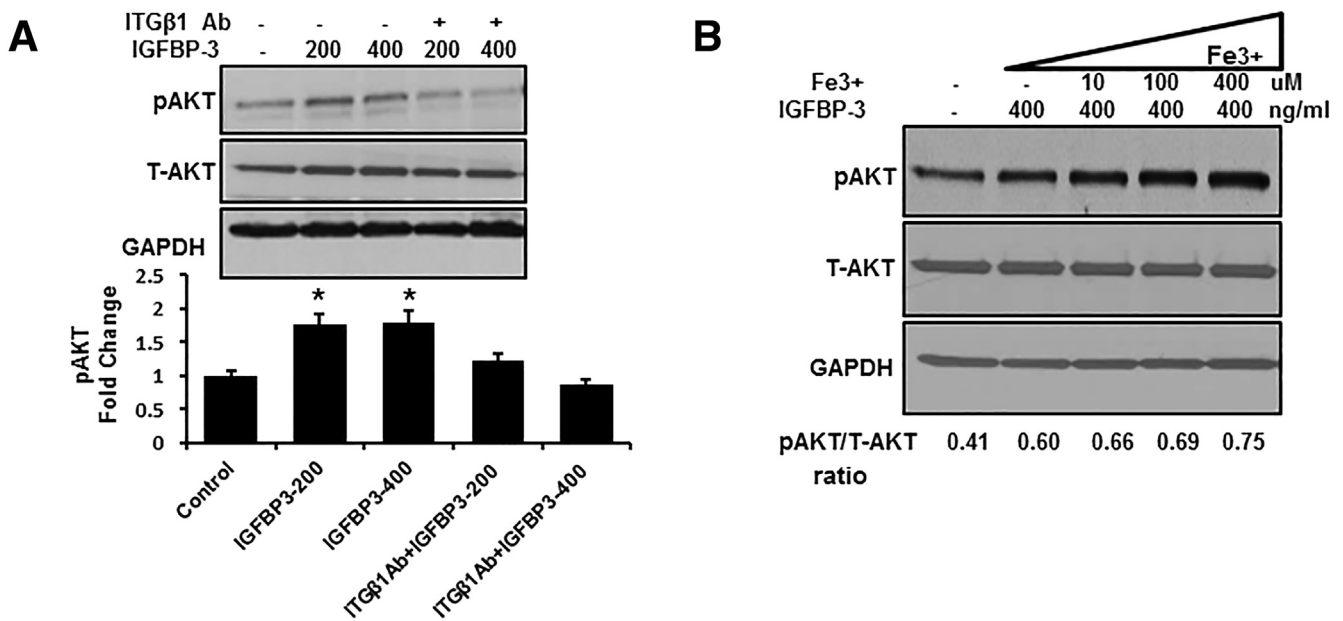 A
ITGβ1 Ab - - - + +
IGFBP-3 - 200 400 200 400
pAKT
T-AKT
GAPDH
2.5
2
1.5
1
0.5
0
pAKT
Fold Change
* *
Control
IGFBP3-200
IGFBP3-400
ITGβ1Ab+IGFBP3-200
ITGβ1Ab+IGFBP3-400
B
Fe3+
Fe3+ - - 10 100 400 uM
IGFBP-3 - 400 400 400 400 ng/ml
pAKT
T-AKT
GAPDH
pAKT/T-AKT 0.41 0.60 0.66 0.69 0.75
ratio